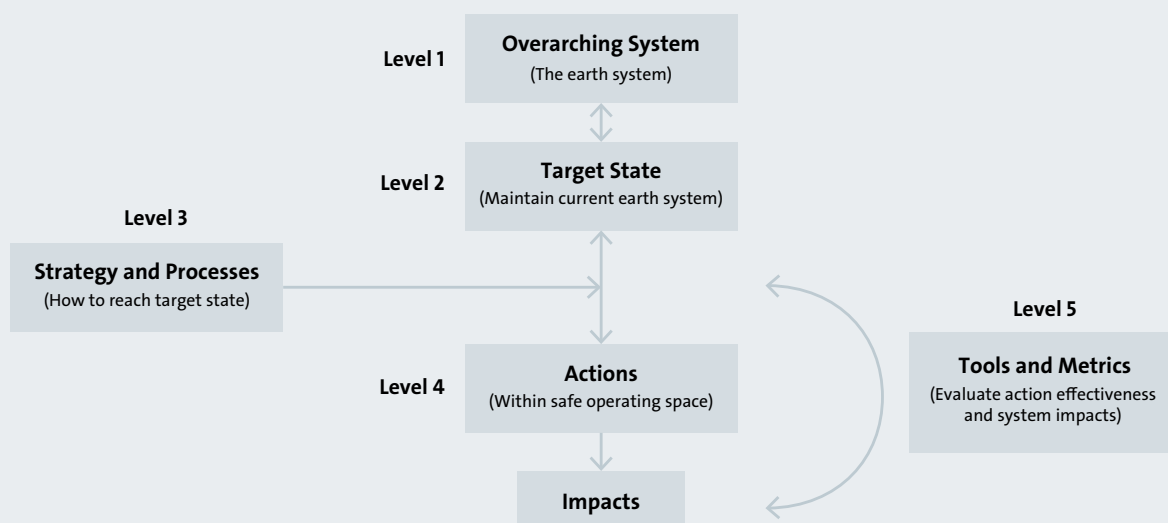 Level 1
Overarching System
(The earth system)
Level 2
Target State
(Maintain current earth system)
Level 3
Strategy and Processes
(How to reach target state)
Level 4
Actions
(Within safe operating space)
Level 5
Tools and Metrics
(Evaluate action effectiveness
and system impacts)
Impacts